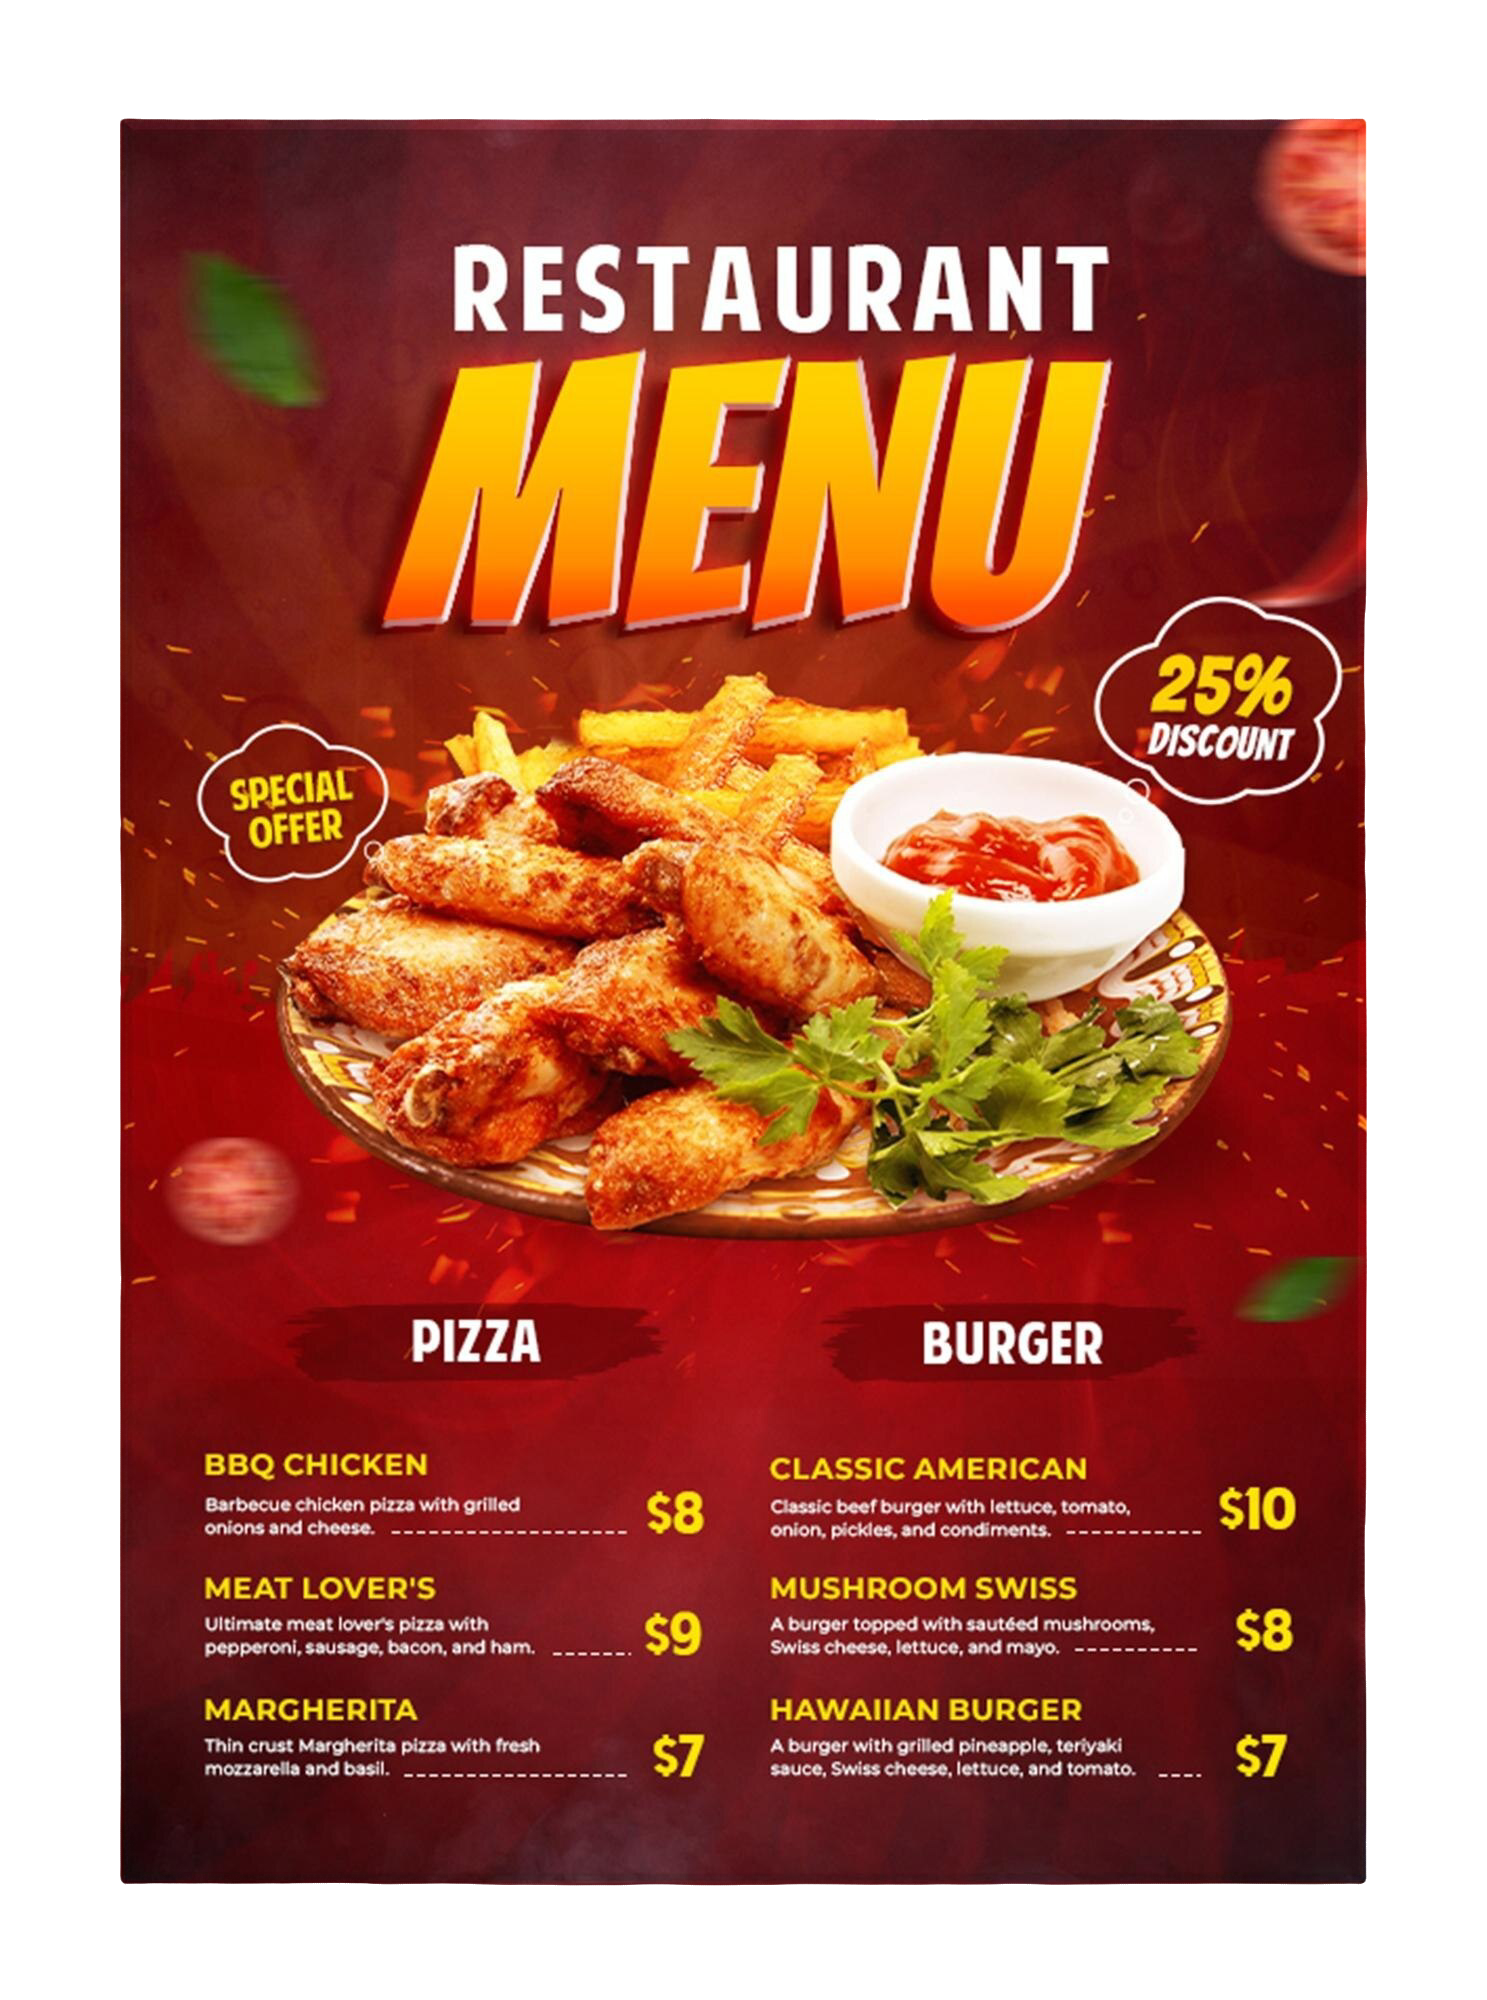 RESTAURANT
MENU
25%
DISCOUNT
SPECIAL
OFFER
PIZZA
BBQ CHICKEN
Barbecue chicken pizza with grilled
onions and cheese. $8
MEAT LOVER'S
Ultimate meat lover's pizza with
pepperoni, sausage, bacon, and ham. $9
MARGHERITA
Thin crust Margherita pizza with fresh
mozzarella and basil. $7
BURGER
CLASSIC AMERICAN
Classic beef burger with lettuce, tomato,
onion, pickles, and condiments. $10
MUSHROOM SWISS
A burger topped with sautéed mushrooms,
Swiss cheese, lettuce, and mayo. $8
HAWAIIAN BURGER
A burger with grilled pineapple, teriyaki
sauce, Swiss cheese, lettuce, and tomato. $7